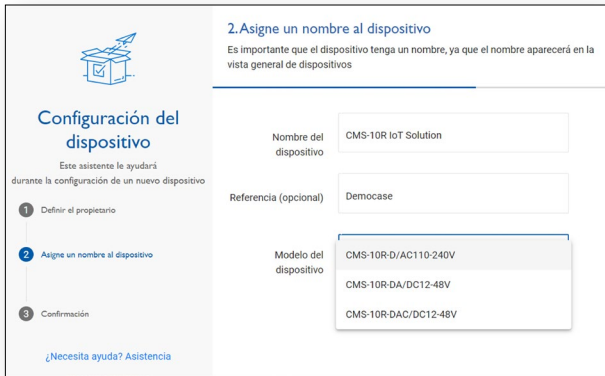 Configuración del
dispositivo
Este asistente le ayudará
durante la configuración de un nuevo dispositivo
1 Definir el propietario
2 Asigne un nombre al dispositivo
3 Confirmación
¿Necesita ayuda? Asistencia
2. Asigne un nombre al dispositivo
Es importante que el dispositivo tenga un nombre, ya que el nombre aparecerá en la
vista general de dispositivos
Nombre del
dispositivo
CMS-10R IoT Solution
Referencia (opcional)
Democase
Modelo del
dispositivo
CMS-10R-D/AC110-240V
CMS-10R-DA/DC12-48V
CMS-10R-DAC/DC12-48V